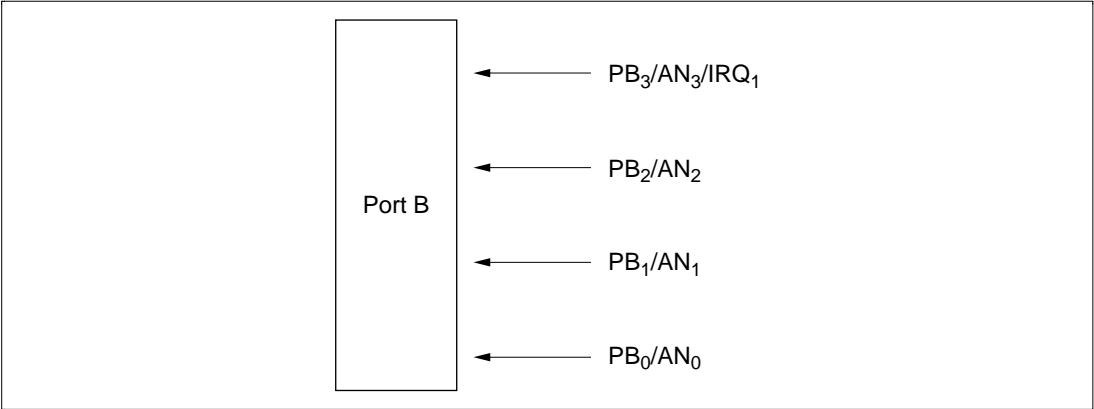 PB₃/AN₃/IRQ₁
PB₂/AN₂
Port B
PB₁/AN₁
PB₀/AN₀